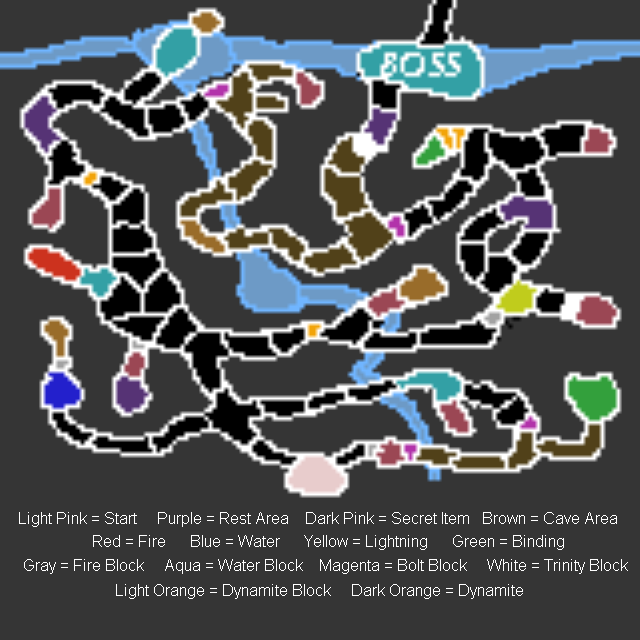 BOSS
Light Pink = Start Purple = Rest Area Dark Pink = Secret Item Brown = Cave Area
Red = Fire Blue = Water Yellow = Lightning Green = Binding
Gray = Fire Block Aqua = Water Block Magenta = Bolt Block White = Trinity Block
Light Orange = Dynamite Block Dark Orange = Dynamite